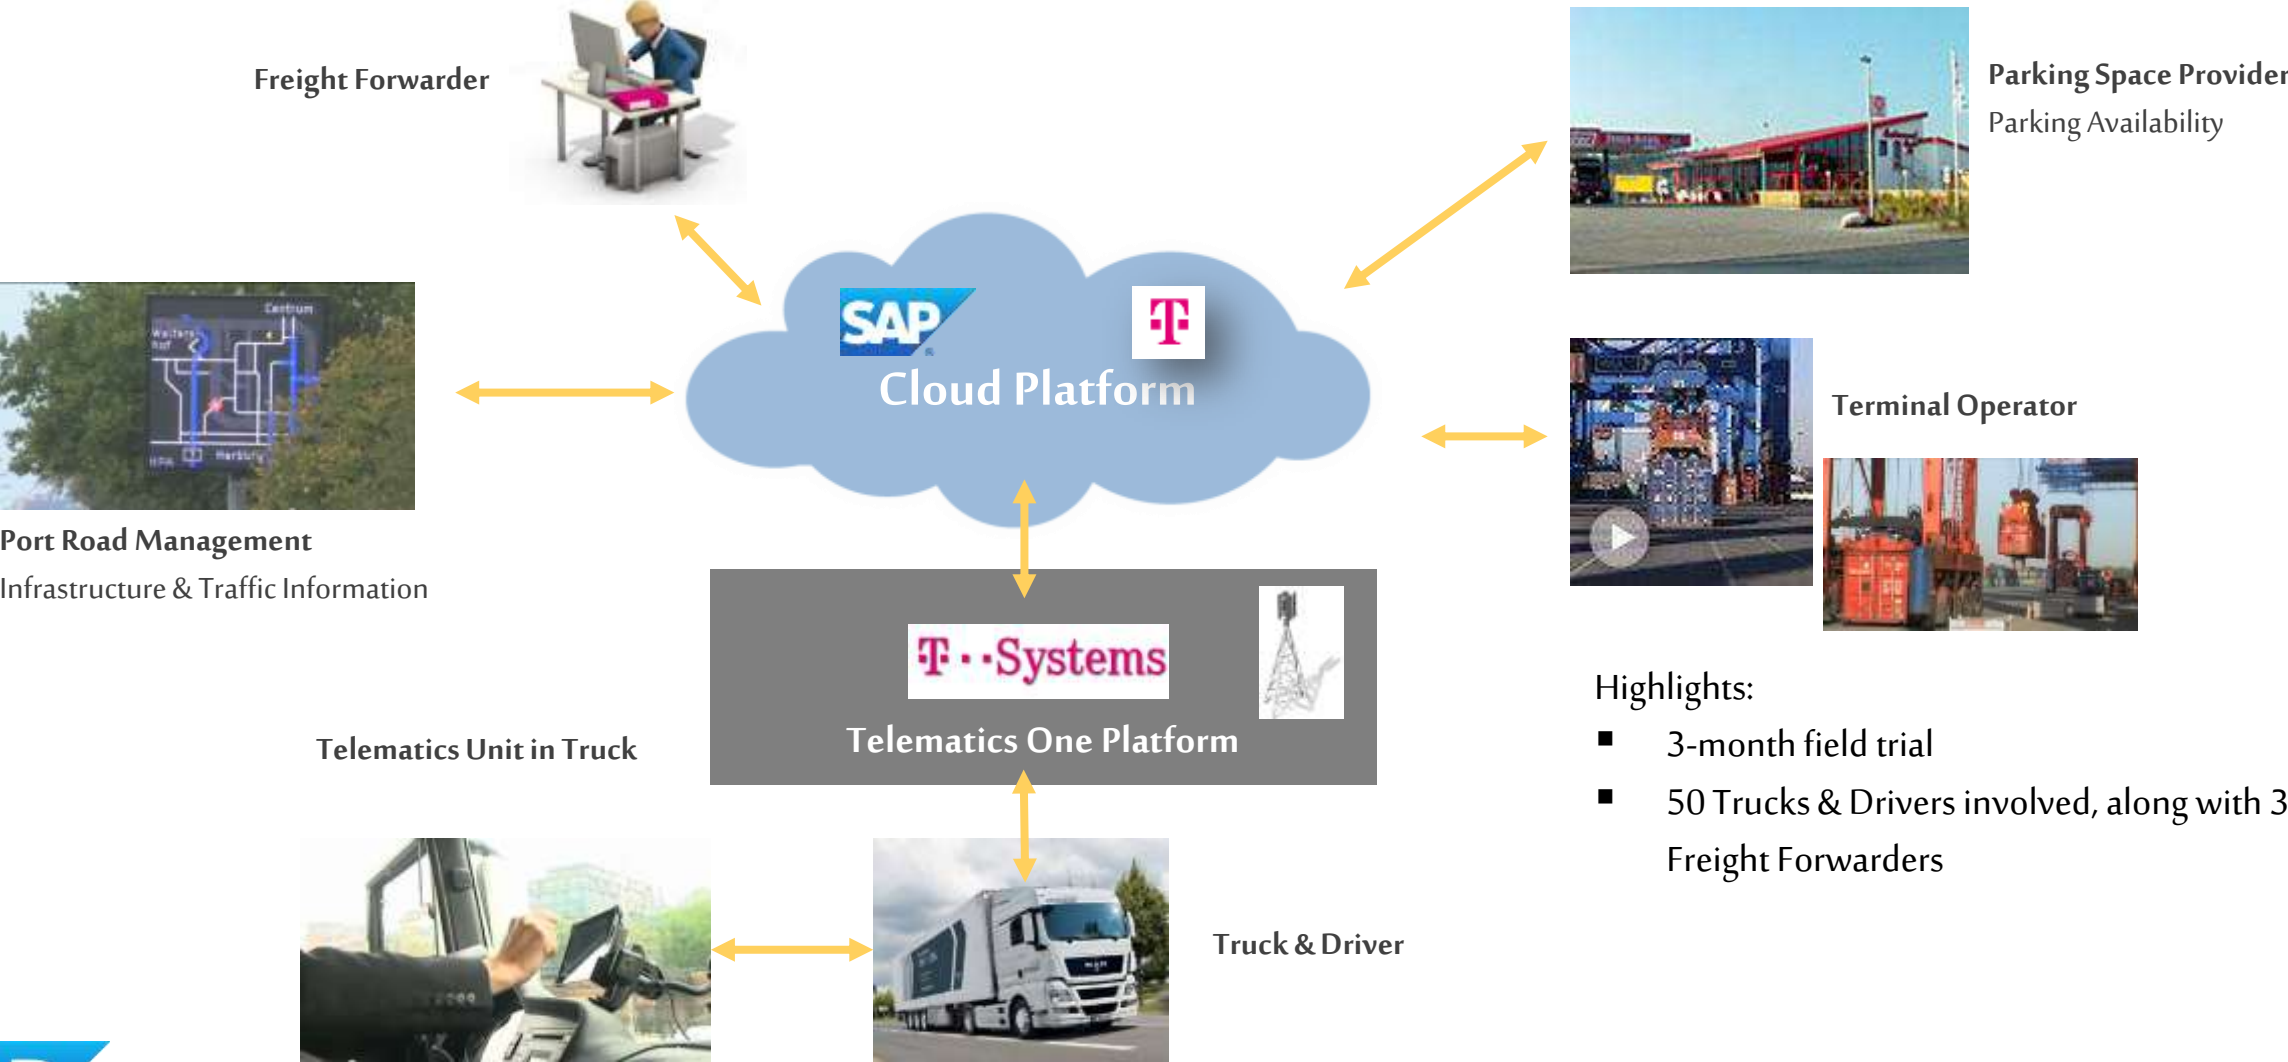 Freight Forwarder
Parking Space Provider
Parking Availability
Centrum
SAP
®
T
Cloud Platform
Terminal Operator
Port Road Management
Infrastructure & Traffic Information
T··Systems
Telematics One Platform
Telematics Unit in Truck
Truck & Driver
Highlights:
▪ 3-month field trial
▪ 50 Trucks & Drivers involved, along with 3
Freight Forwarders